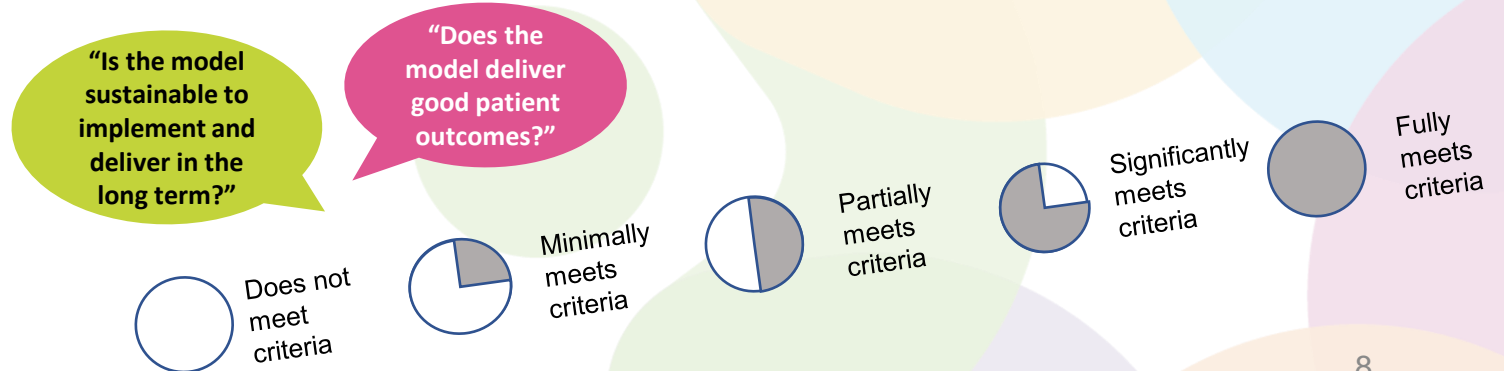 “Is the model
sustainable to
implement and
deliver in the
long term?”
“Does the
model deliver
good patient
outcomes?”
Does not
meet
criteria
Minimally
meets
criteria
Partially
meets
criteria
Significantly
meets
criteria
Fully
meets
criteria
8